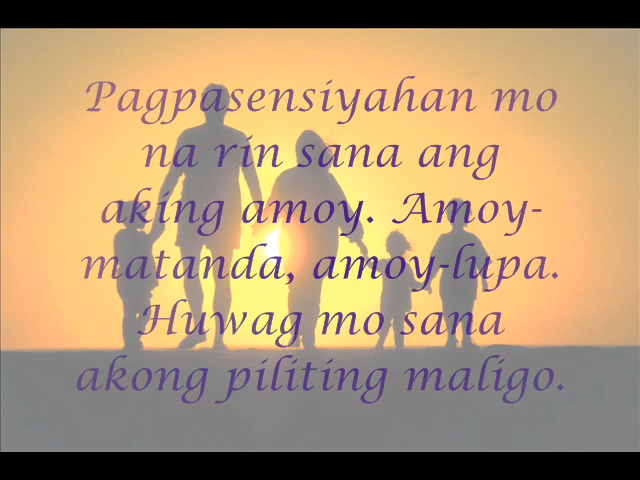 Pagpasensiyahan mo
na rin sana ang
aking amoy. Amoy-
matanda, amoy-lupa.
Huwag mo sana
akong piliting maligo.